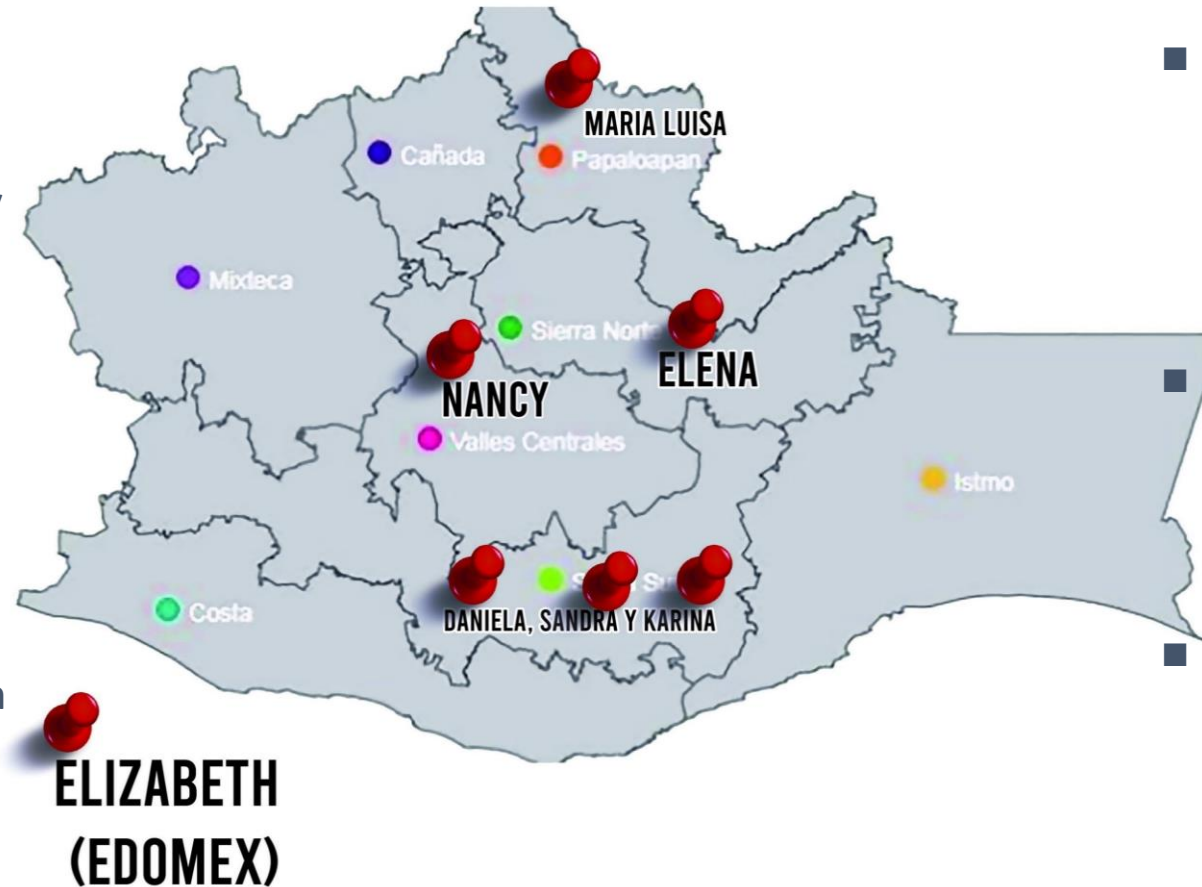 MARIA LUISA
Cañada
Papaloapan
Mixteca
Sierra Norte
ELENA
NANCY
Valles Centrales
Istmo
DANIELA, SANDRA Y KARINA
Costa
ELIZABETH
(EDOMEX)